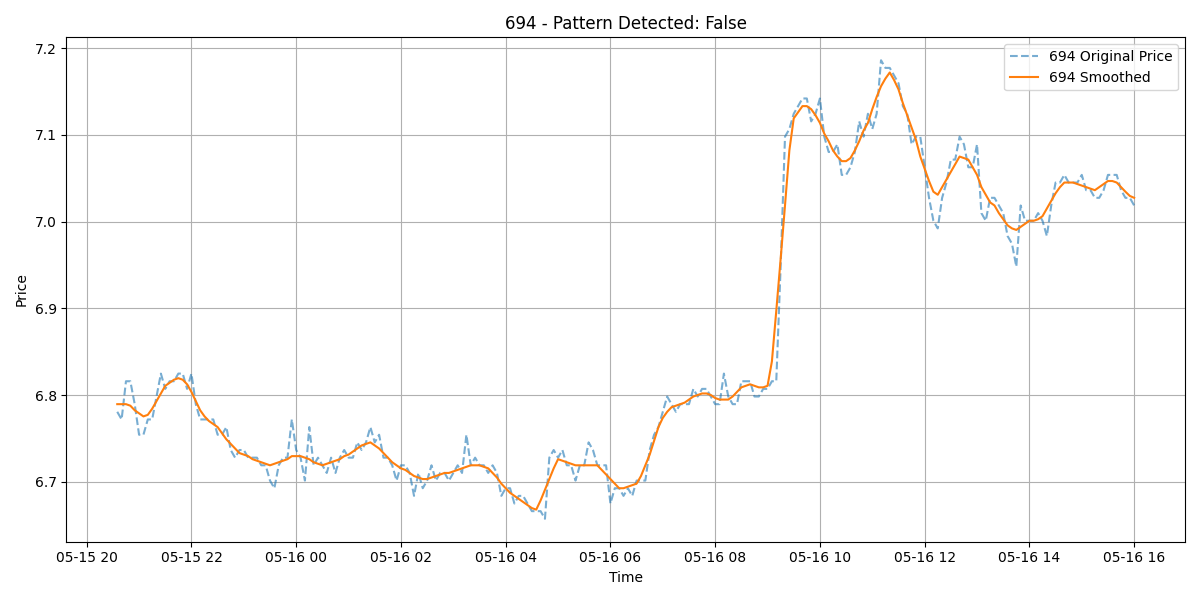 694 - Pattern Detected: False
694 Original Price
694 Smoothed
Price
7.2
7.1
7.0
6.9
6.8
6.7
05-15 20 05-15 22 05-16 00 05-16 02 05-16 04 05-16 06 05-16 08 05-16 10 05-16 12 05-16 14 05-16 16
Time